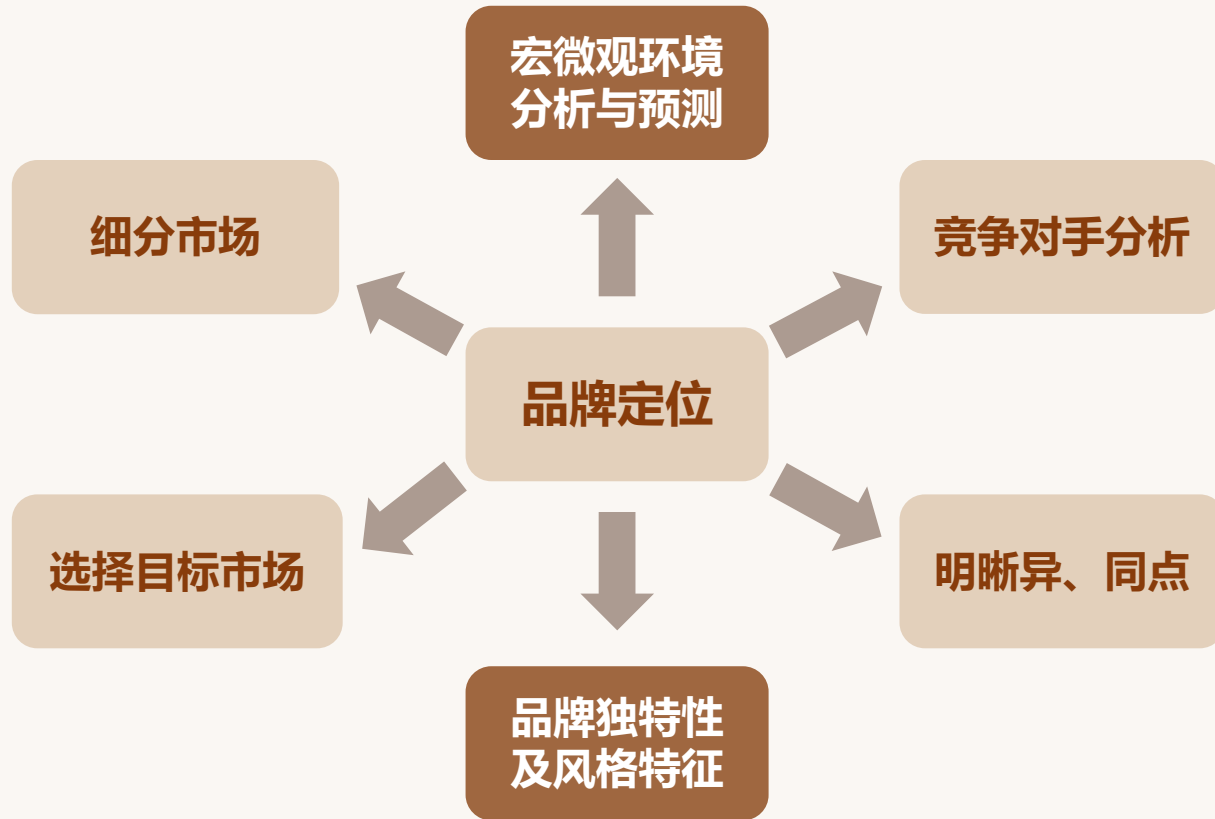 宏微观环境
分析与预测
细分市场
竞争对手分析
品牌定位
选择目标市场
明晰异、同点
品牌独特性
及风格特征